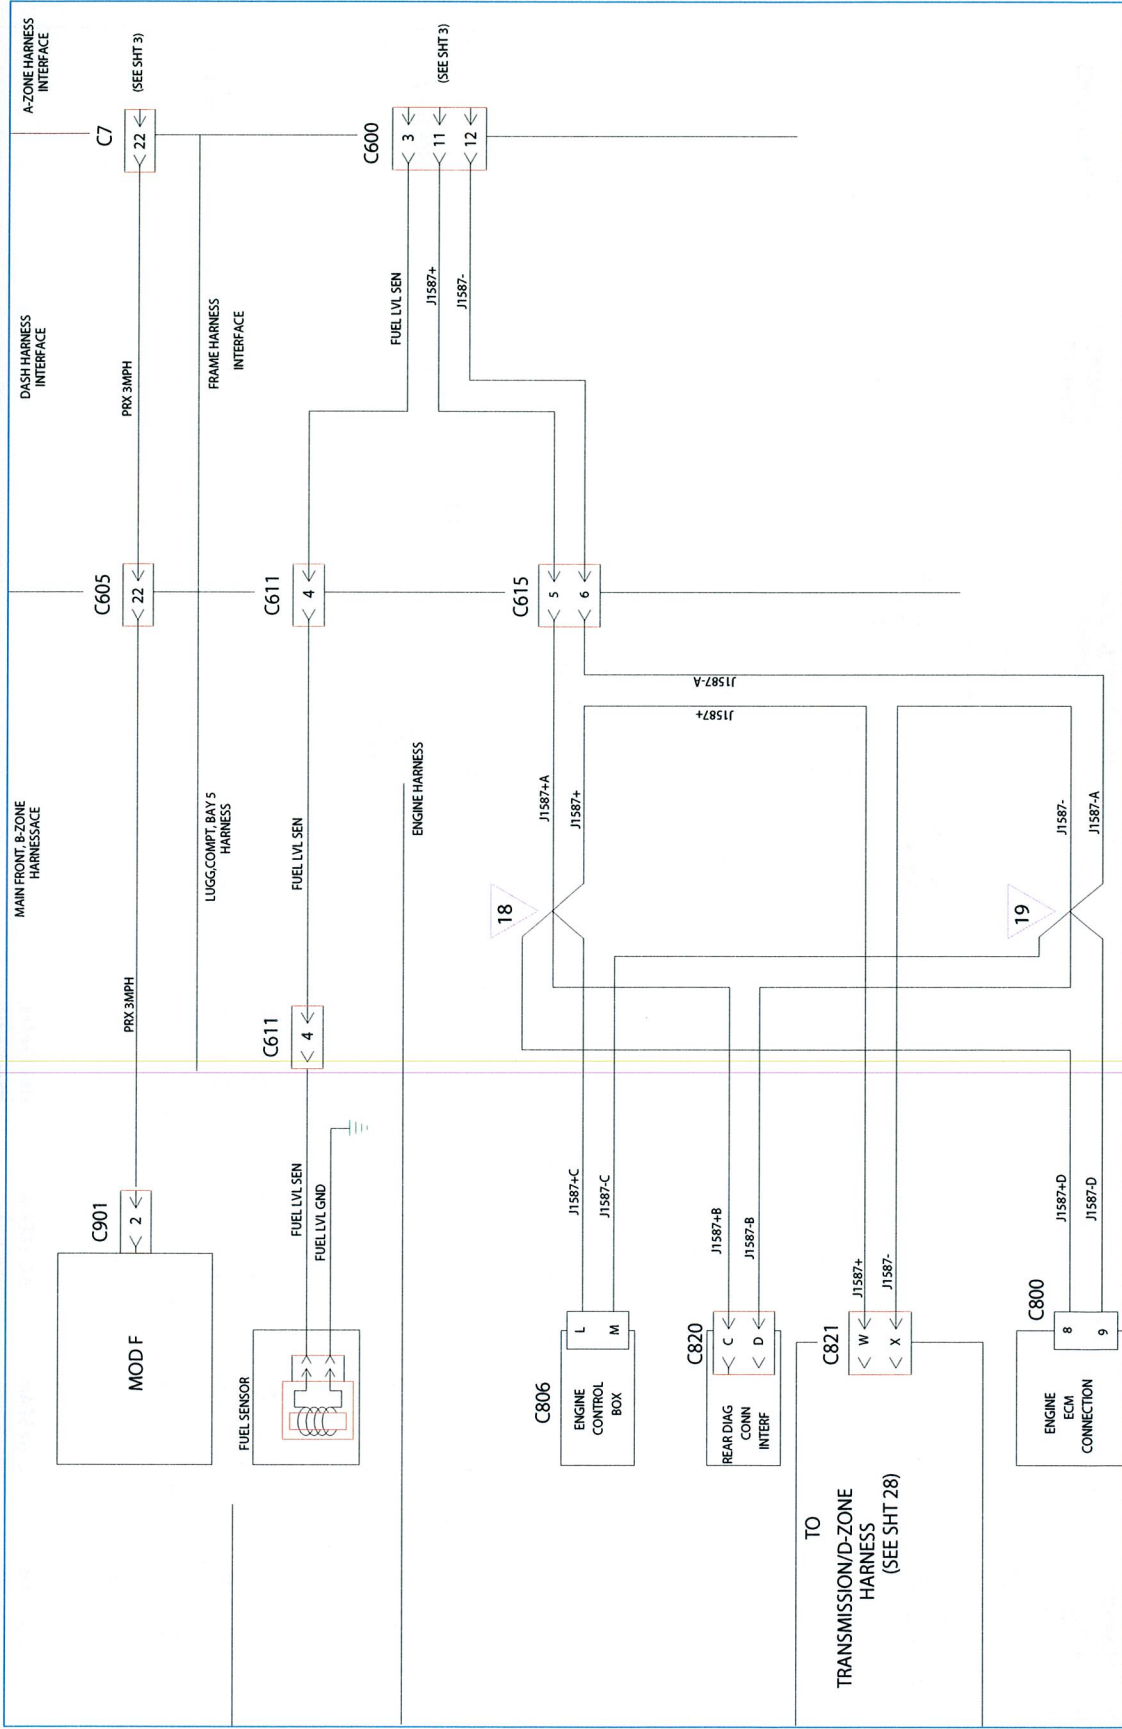 MAIN FRONT, B-ZONE
HARNESSACE
DASH HARNESS
INTERFACE
A-ZONE HARNESS
INTERFACE
MOD F
C901
2
PRX 3MPH
C605
22
PRX 3MPH
C7
22
(SEE SHT 3)
LUGG,COMPT, BAY 5
HARNESS
FRAME HARNESS
INTERFACE
FUEL SENSOR
FUEL LVL SEN
FUEL LVL GND
C611
4
FUEL LVL SEN
C611
4
FUEL LVL SEN
J1587+
J1587-
C600
3
11
12
(SEE SHT 3)
ENGINE HARNESS
C615
5
6
18
J1587+A
J1587+
J1587+
J1587-A
C806
ENGINE
CONTROL
BOX
L
M
J1587+C
J1587-C
C820
REAR DIAG
CONN
INTERF
C
D
J1587+B
J1587-B
TO
TRANSMISSION/D-ZONE
HARNESS
(SEE SHT 28)
C821
W
X
J1587+
J1587-
19
J1587-
J1587-A
C800
ENGINE
ECM
CONNECTION
8
9
J1587+D
J1587-D